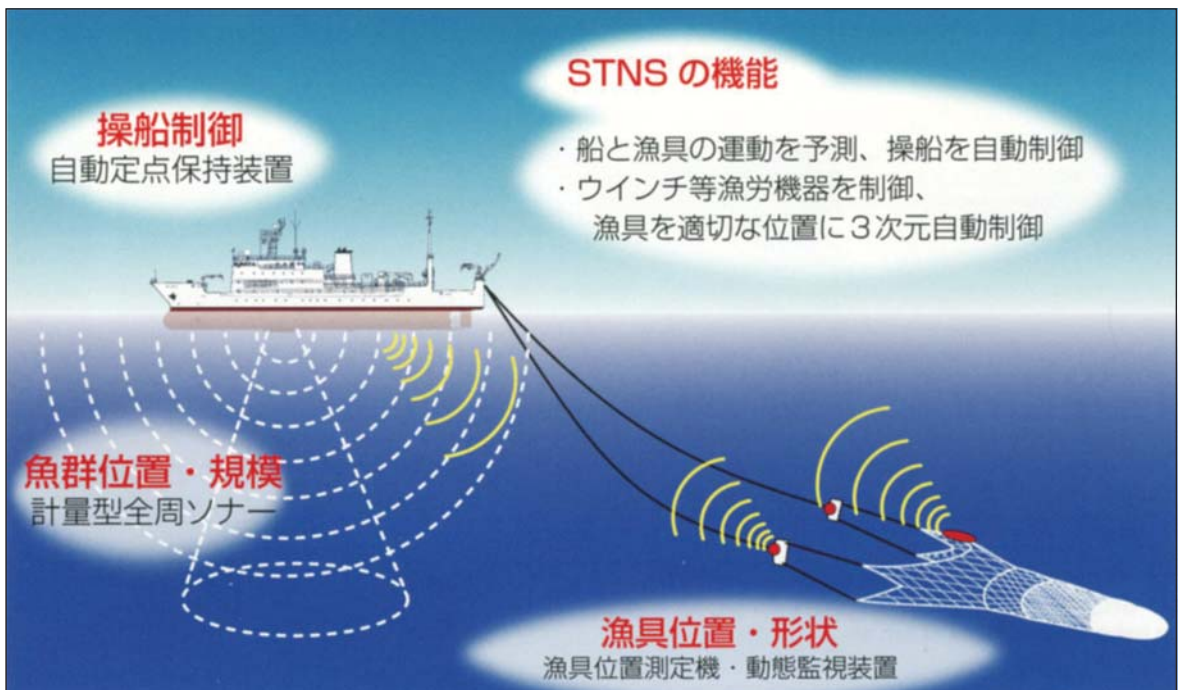 STNS の機能
・船と漁具の運動を予測、操船を自動制御
・ウインチ等漁労機器を制御、
漁具を適切な位置に3次元自動制御
操船制御
自動定点保持装置
魚群位置・規模
計量型全周ソナー
漁具位置・形状
漁具位置測定機・動態監視装置